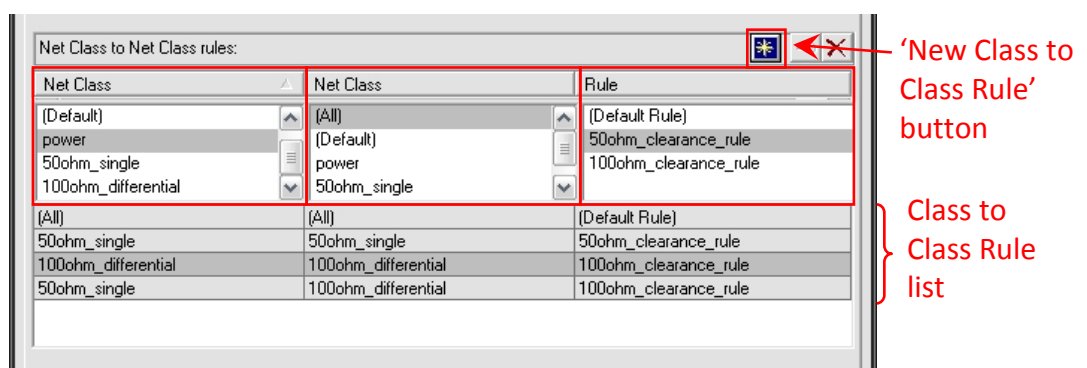 Net Class to Net Class rules:
‘New Class to
Class Rule’
button
Net Class Net Class Rule
(Default) (All) (Default Rule)
power (Default) 50ohm_clearance_rule
50ohm_single power 100ohm_clearance_rule
100ohm_differential 50ohm_single
(All) (All) (Default Rule)
50ohm_single 50ohm_single 50ohm_clearance_rule
100ohm_differential 100ohm_differential 100ohm_clearance_rule
50ohm_single 100ohm_differential 100ohm_clearance_rule
Class to
Class Rule
list